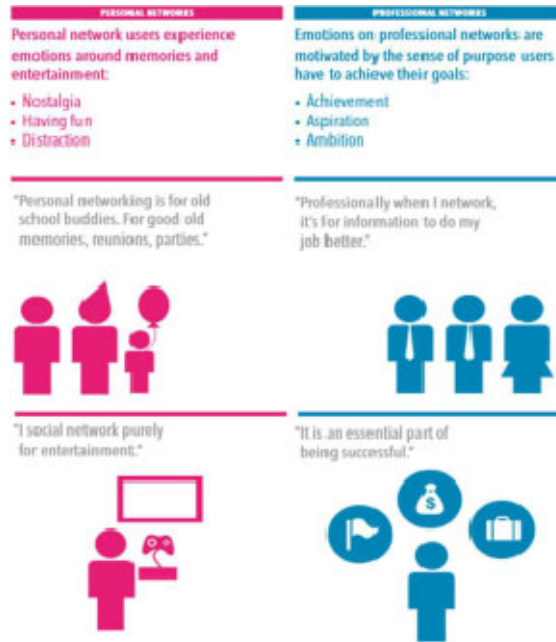 PERSONAL NETWORKS
Personal network users experience
emotions around memories and
entertainment:
• Nostalgia
• Having fun
• Distraction
"Personal networking is for old
school buddies. For good old
memories, reunions, parties."
"I social network purely
for entertainment."
PROFESSIONAL NETWORKS
Emotions on professional networks are
motivated by the sense of purpose users
have to achieve their goals:
• Achievement
• Aspiration
• Ambition
"Professionally when I network,
it's for information to do my
job better."
"It is an essential part of
being successful."
$